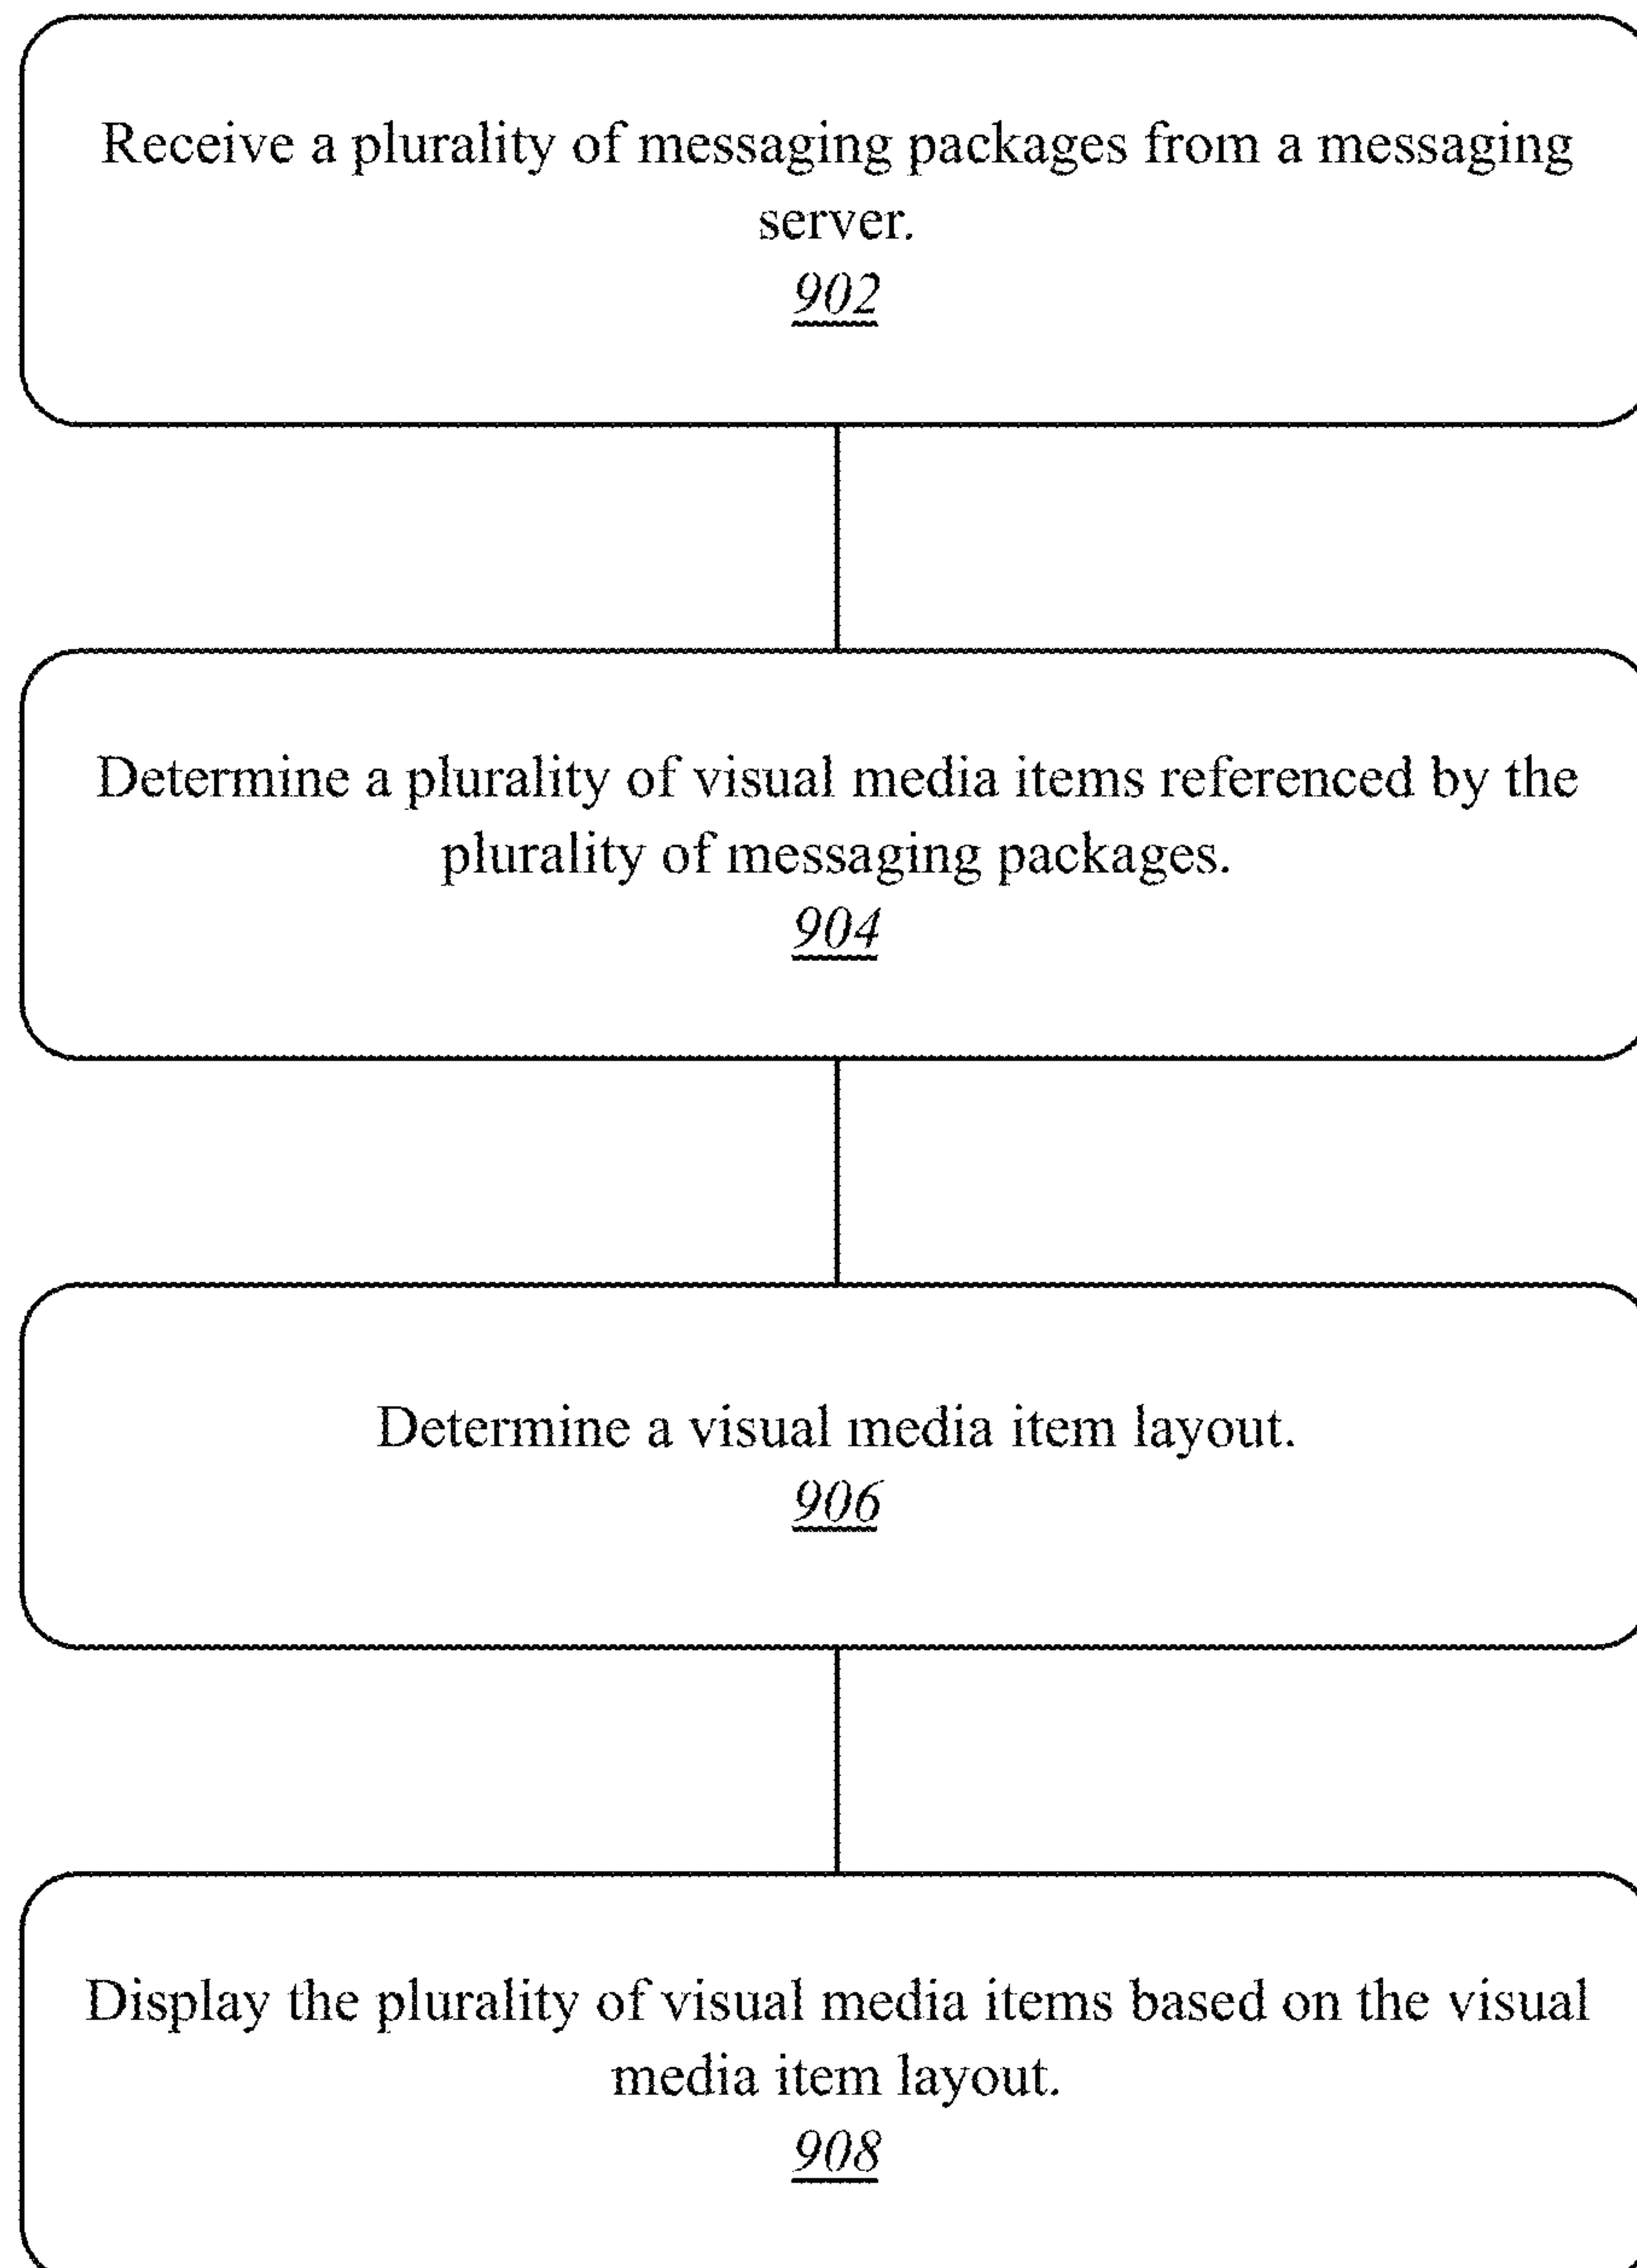 Receive a plurality of messaging packages from a messaging
server.
902
Determine a plurality of visual media items referenced by the
plurality of messaging packages.
904
Determine a visual media item layout.
906
Display the plurality of visual media items based on the visual
media item layout.
908